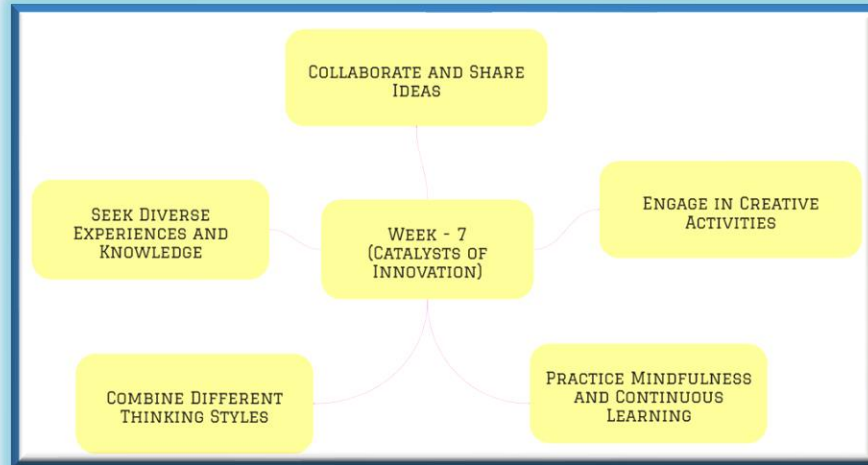 Collaborate and Share
Ideas
Seek Diverse
Experiences and
Knowledge
Week - 7
(Catalysts of
Innovation)
Engage in Creative
Activities
Combine Different
Thinking Styles
Practice Mindfulness
and Continuous
Learning